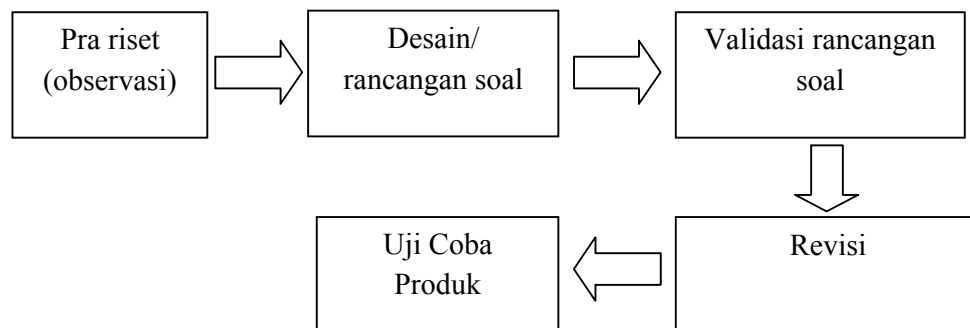 Pra riset
(observasi)
Desain/
rancangan soal
Validasi rancangan
soal
Revisi
Uji Coba
Produk